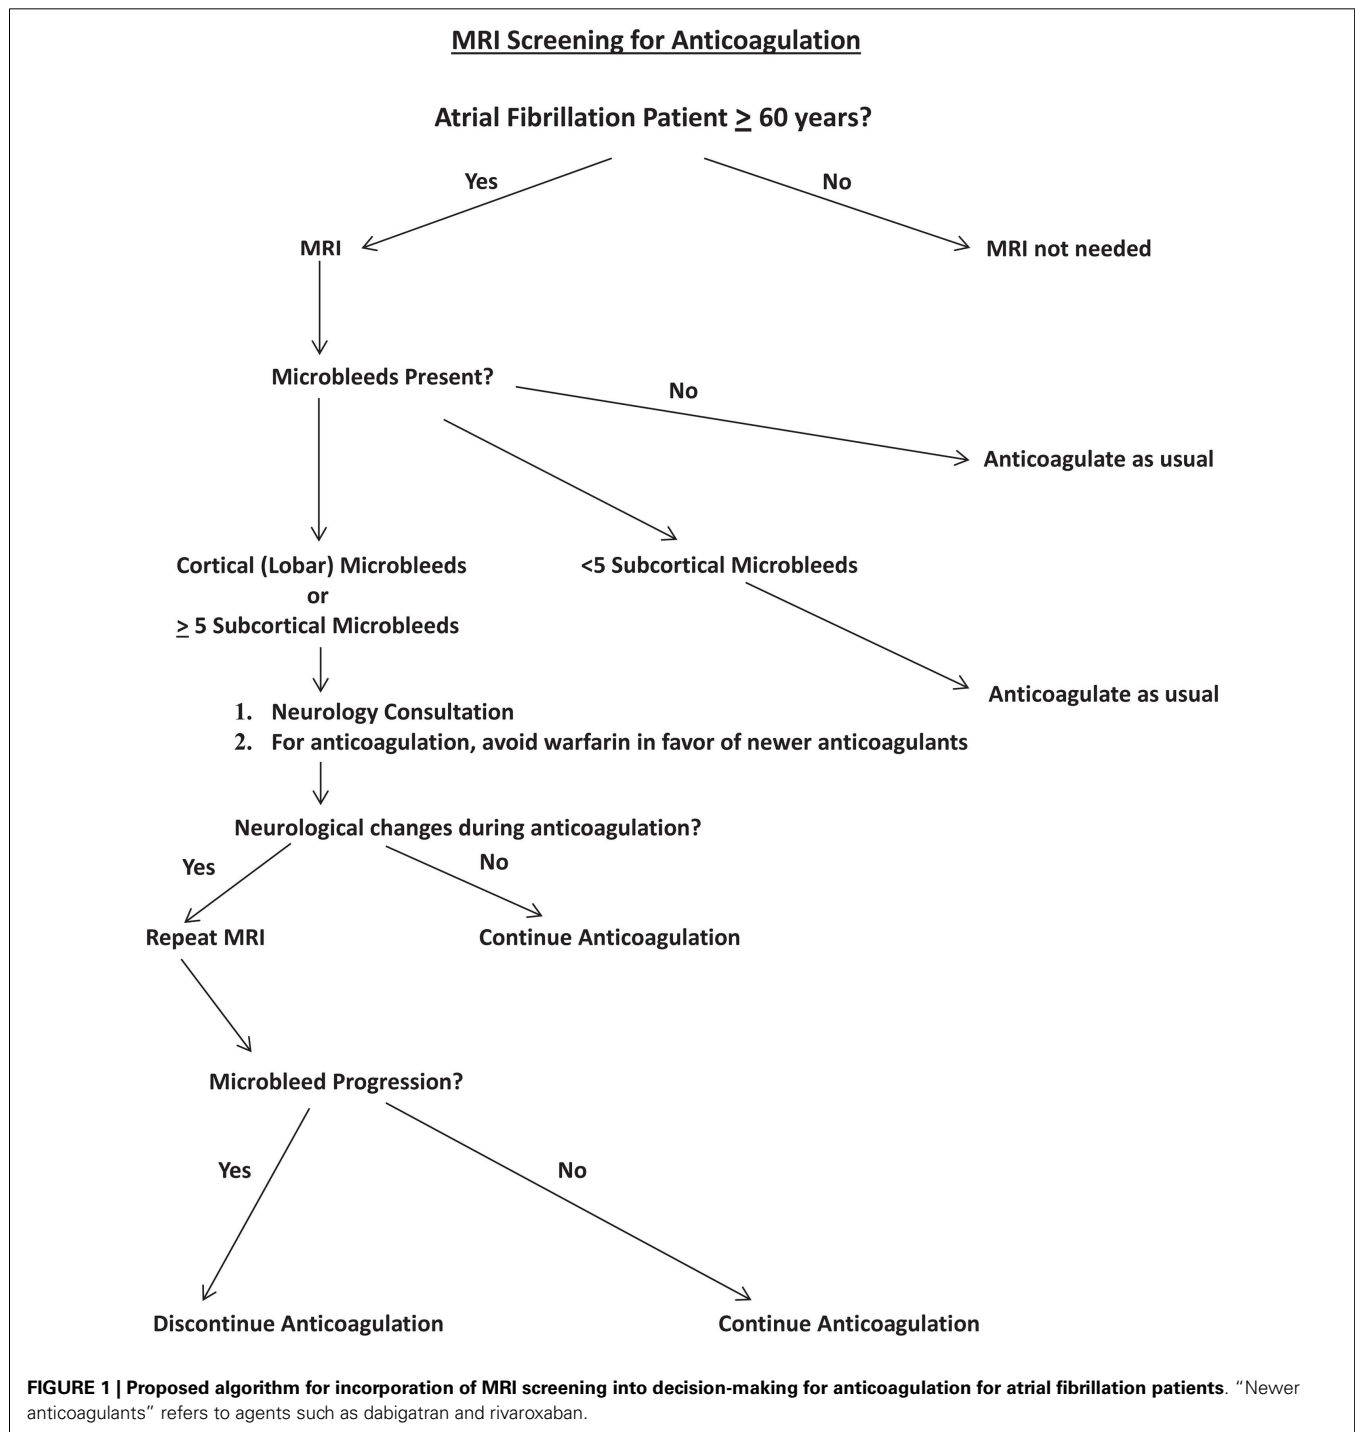 MRI Screening for Anticoagulation
Atrial Fibrillation Patient ≥ 60 years?
Yes
No
MRI
MRI not needed
Microbleeds Present?
No
Anticoagulate as usual
Cortical (Lobar) Microbleeds
or
≥ 5 Subcortical Microbleeds
<5 Subcortical Microbleeds
Anticoagulate as usual
1. Neurology Consultation
2. For anticoagulation, avoid warfarin in favor of newer anticoagulants
Neurological changes during anticoagulation?
Yes
No
Repeat MRI
Continue Anticoagulation
Microbleed Progression?
Yes
No
Discontinue Anticoagulation
Continue Anticoagulation
FIGURE 1 | Proposed algorithm for incorporation of MRI screening into decision-making for anticoagulation for atrial fibrillation patients. “Newer
anticoagulants” refers to agents such as dabigatran and rivaroxaban.